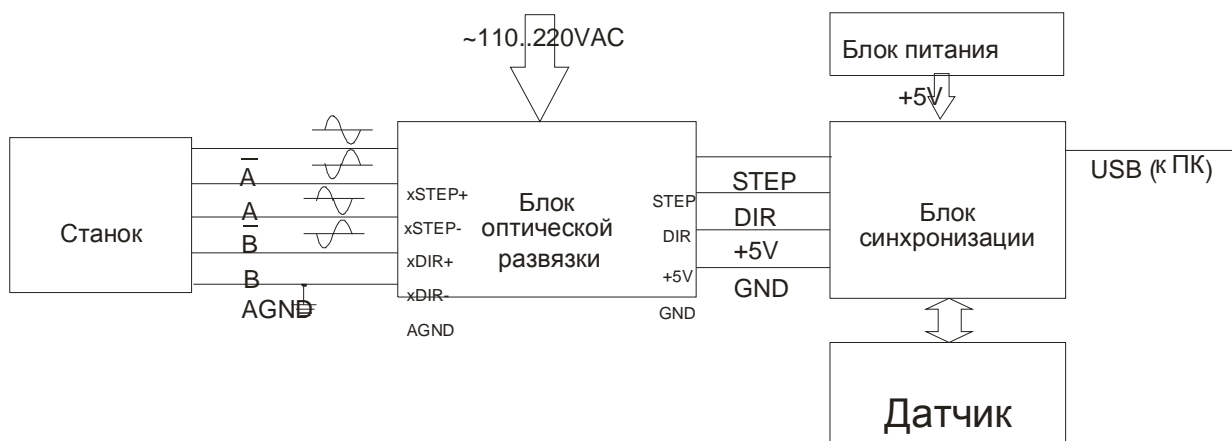 ~110..220VAC
Блок питания
+5V
Станок
A
A
B
B
AGND
xSTEP+
xSTEP-
xDIR+
xDIR-
AGND
Блок
оптической
развязки
STEP
DIR
+5V
GND
STEP
DIR
+5V
GND
Блок
синхронизации
USB (к ПК)
Датчик